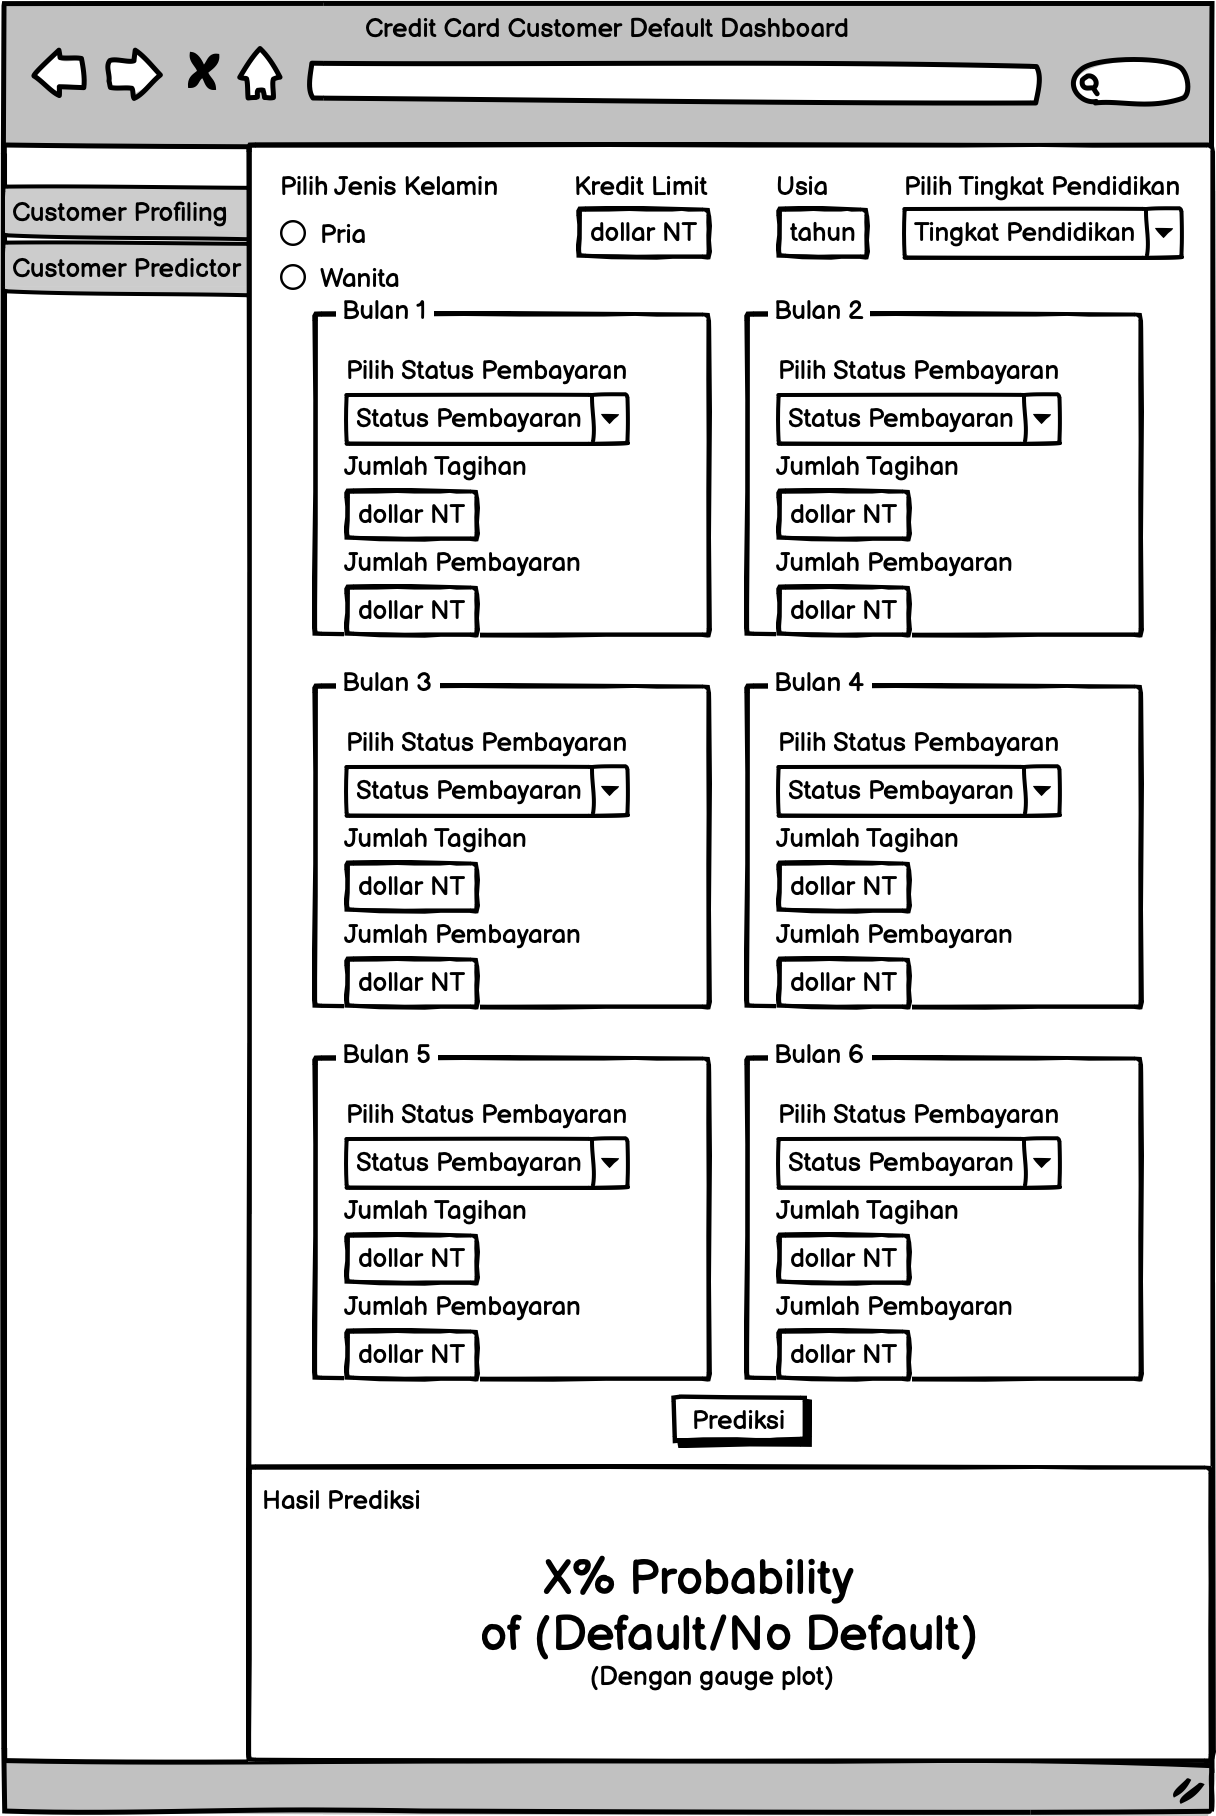 Credit Card Customer Default Dashboard
Customer Profiling
Customer Predictor
Pilih Jenis Kelamin
Pria
Wanita
Kredit Limit
dollar NT
Usia
tahun
Pilih Tingkat Pendidikan
Tingkat Pendidikan
Bulan 1
Pilih Status Pembayaran
Status Pembayaran
Jumlah Tagihan
dollar NT
Jumlah Pembayaran
dollar NT
Bulan 2
Pilih Status Pembayaran
Status Pembayaran
Jumlah Tagihan
dollar NT
Jumlah Pembayaran
dollar NT
Bulan 3
Pilih Status Pembayaran
Status Pembayaran
Jumlah Tagihan
dollar NT
Jumlah Pembayaran
dollar NT
Bulan 4
Pilih Status Pembayaran
Status Pembayaran
Jumlah Tagihan
dollar NT
Jumlah Pembayaran
dollar NT
Bulan 5
Pilih Status Pembayaran
Status Pembayaran
Jumlah Tagihan
dollar NT
Jumlah Pembayaran
dollar NT
Bulan 6
Pilih Status Pembayaran
Status Pembayaran
Jumlah Tagihan
dollar NT
Jumlah Pembayaran
dollar NT
Prediksi
Hasil Prediksi
X% Probability
of (Default/No Default)
(Dengan gauge plot)